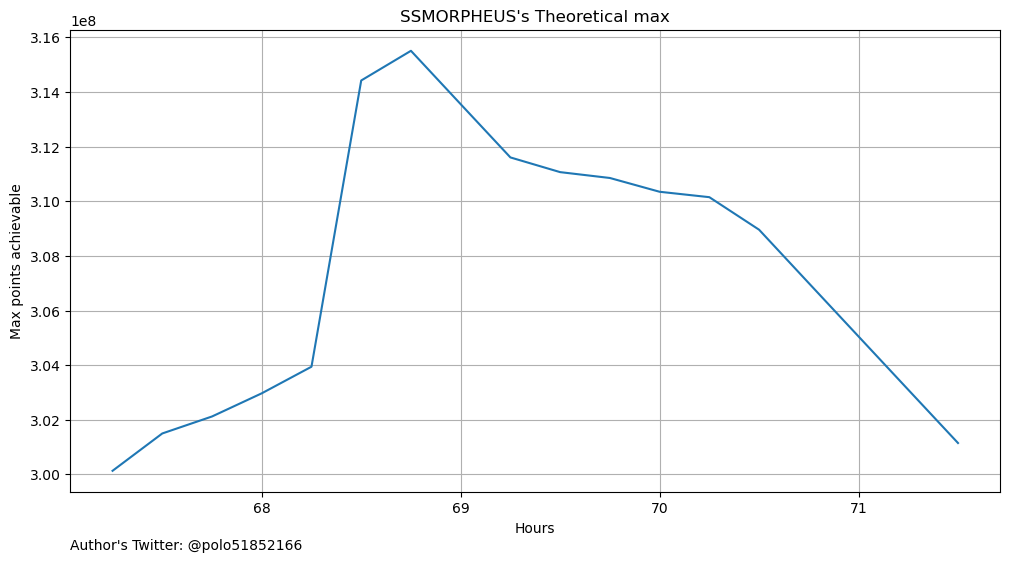 SSMORPHEUS's Theoretical max
1e8
3.16
3.14
3.12
3.10
3.08
3.06
3.04
3.02
3.00
Max points achievable
68 69 70 71
Hours
Author's Twitter: @polo51852166